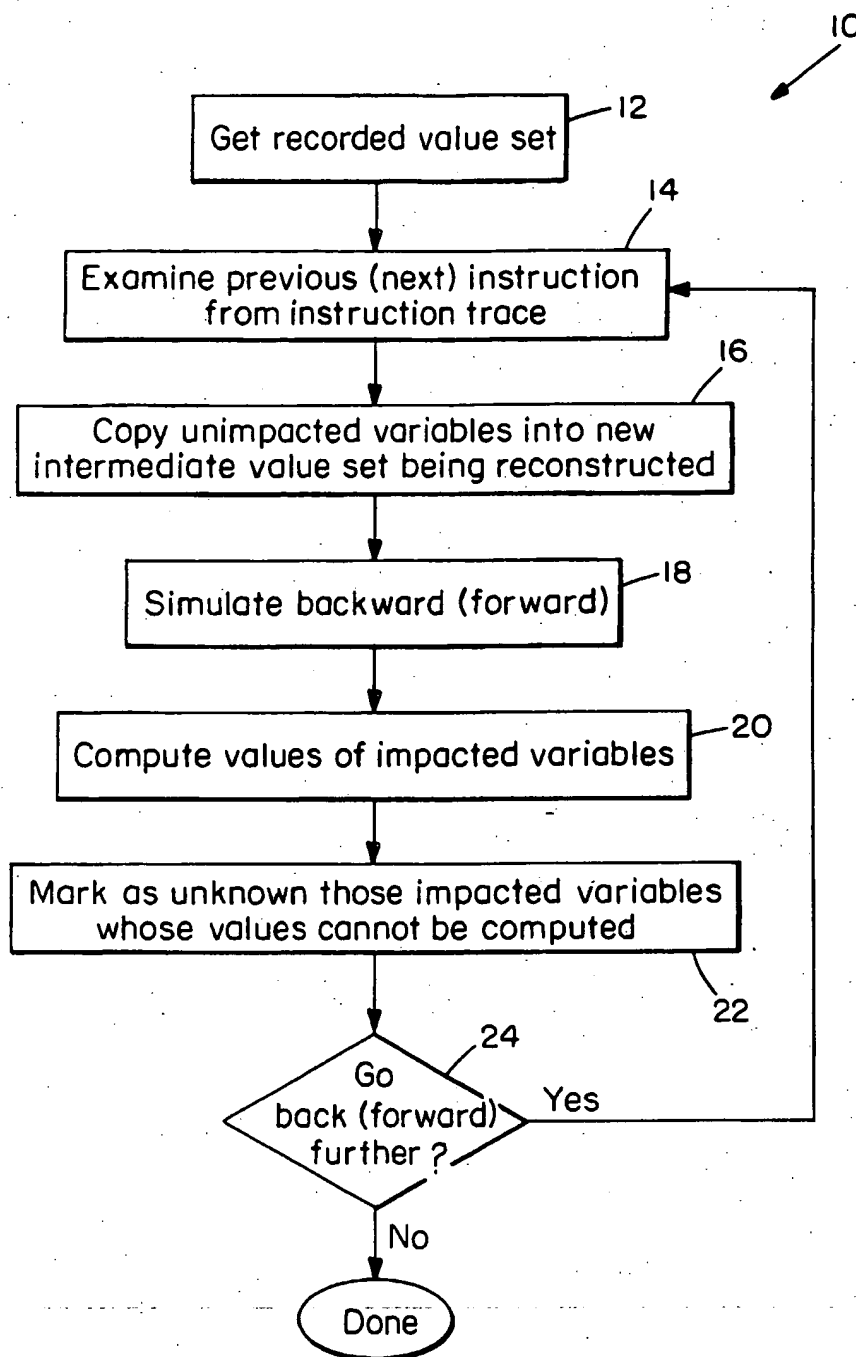 10
12
Get recorded value set
14
Examine previous (next) instruction
from instruction trace
16
Copy unimpacted variables into new
intermediate value set being reconstructed
18
Simulate backward (forward)
20
Compute values of impacted variables
Mark as unknown those impacted variables
whose values cannot be computed
22
24
Go
back (forward)
further ?
Yes
No
Done